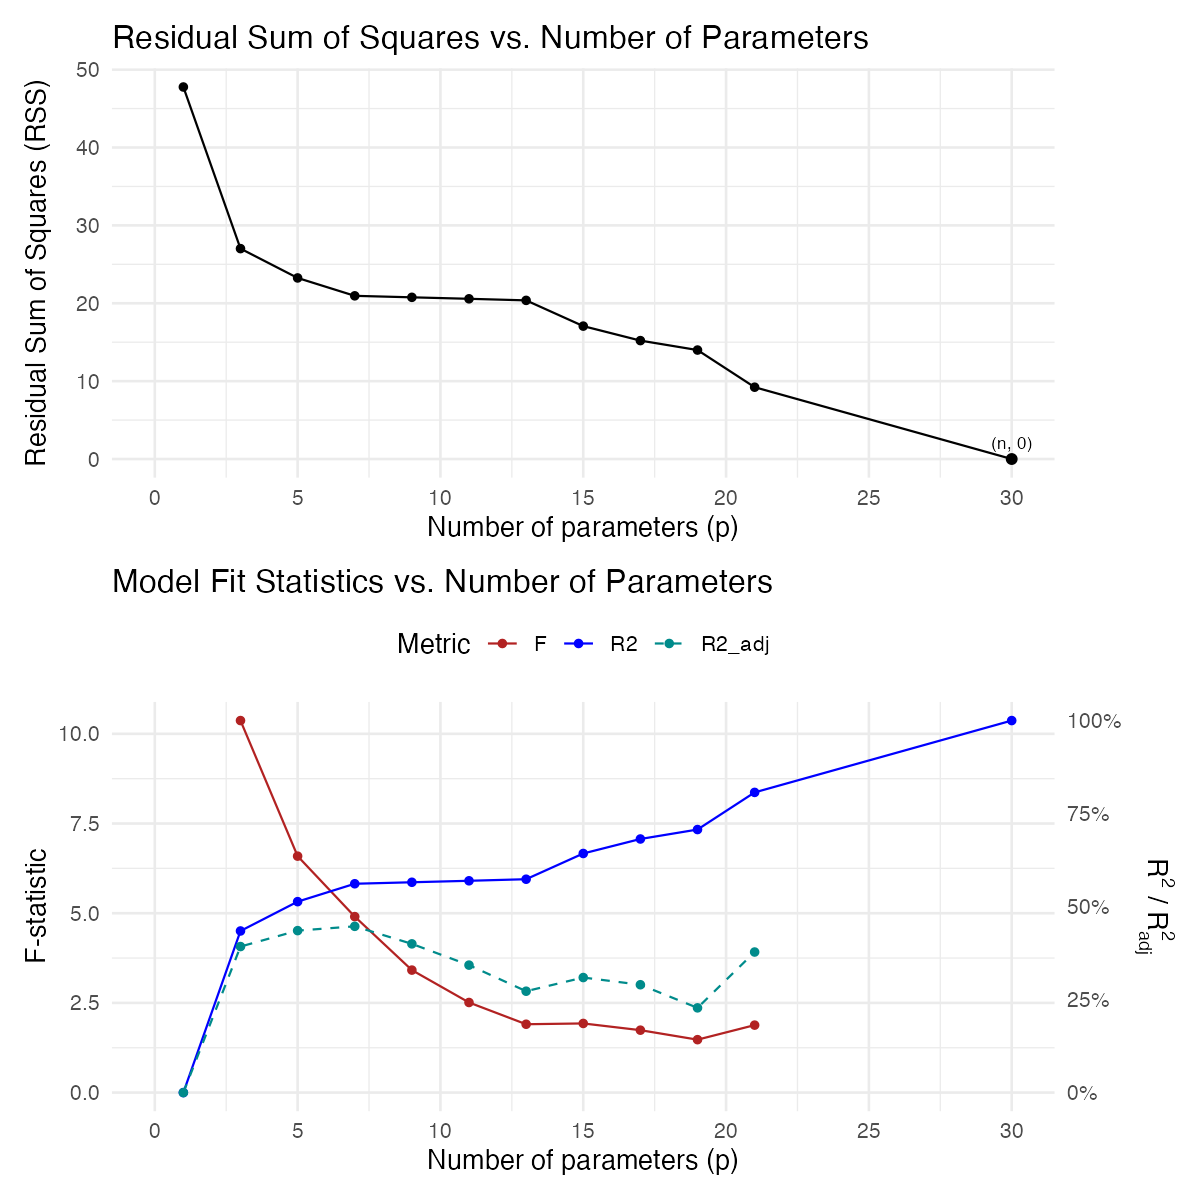 Residual Sum of Squares vs. Number of Parameters
Residual Sum of Squares (RSS)
50
40
30
20
10
0
(n, 0)
0 5 10 15 20 25 30
Number of parameters (p)
Model Fit Statistics vs. Number of Parameters
Metric F R2 R2_adj
F-statistic
10.0
7.5
5.0
2.5
0.0
100%
75%
50%
25%
0%
R² / R²adj
0 5 10 15 20 25 30
Number of parameters (p)